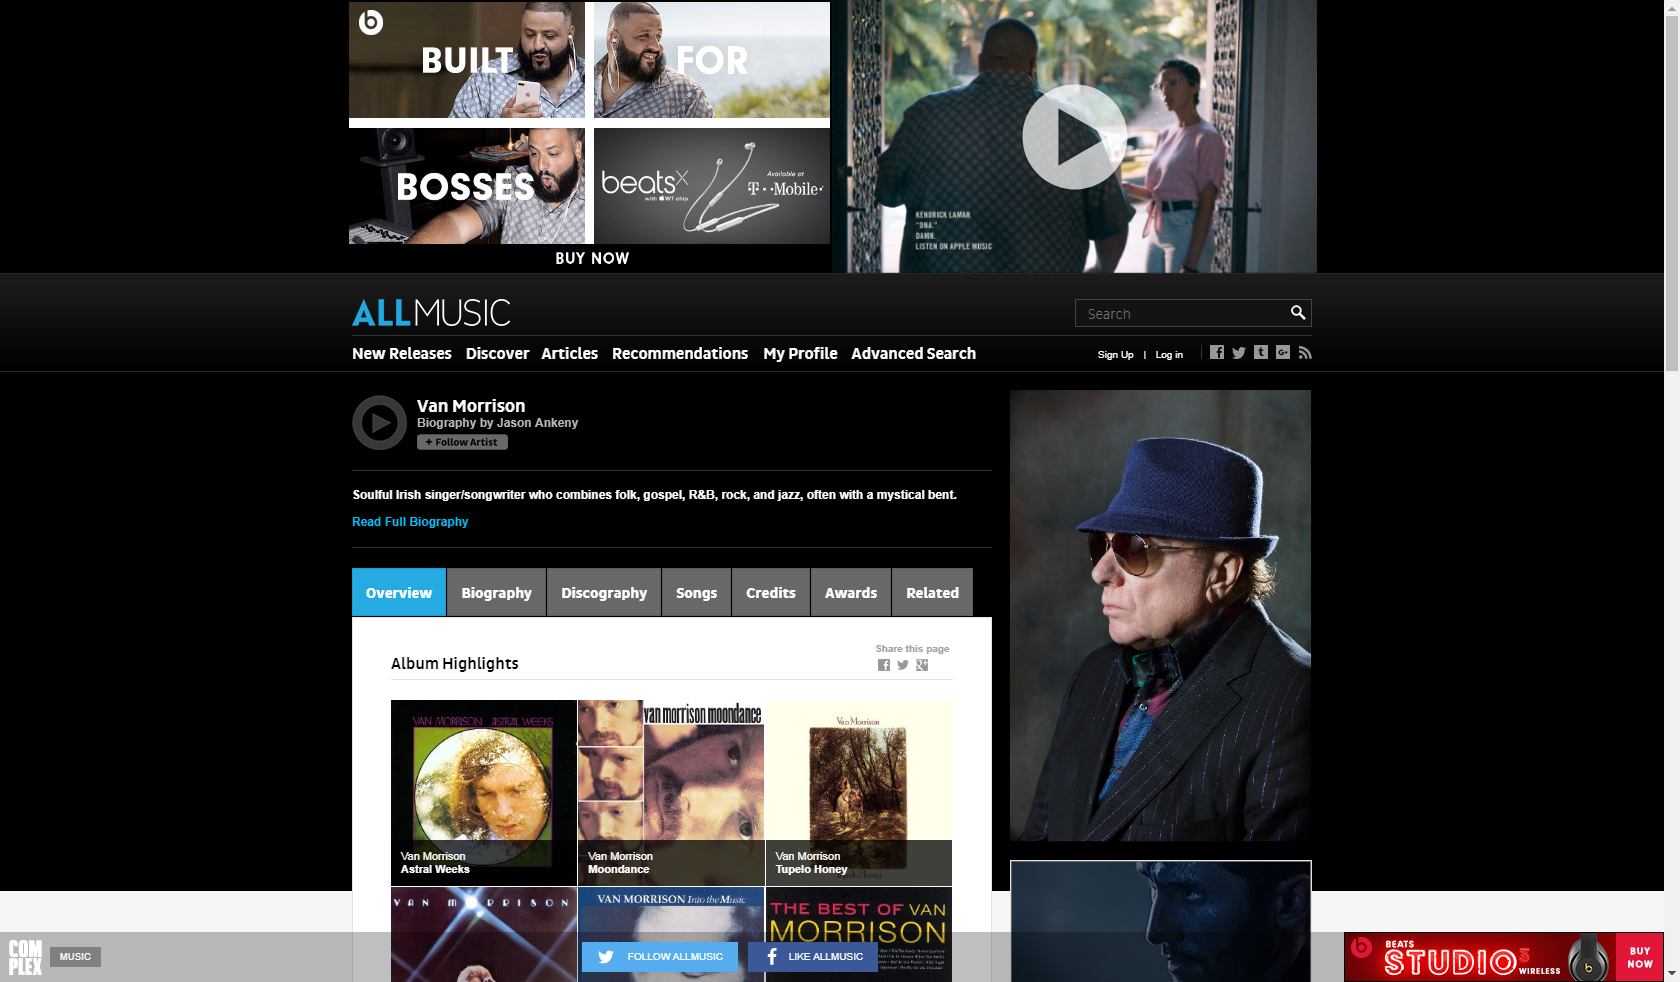 BUILT
FOR
BOSSES
beatsX
with W1 chip
Available at
T··Mobile·
BUY NOW
KENDRICK LAMAR
"DNA."
DAMN.
LISTEN ON APPLE MUSIC
ALLMUSIC
Search
New Releases Discover Articles Recommendations My Profile Advanced Search
Sign Up | Log in
Van Morrison
Biography by Jason Ankeny
+ Follow Artist
Soulful Irish singer/songwriter who combines folk, gospel, R&B, rock, and jazz, often with a mystical bent.
Read Full Biography
Overview Biography Discography Songs Credits Awards Related
Share this page
Album Highlights
VAN MORRISON ASTRAL WEEKS
van morrison moondance
Van Morrison
Van Morrison
Astral Weeks
Van Morrison
Moondance
Van Morrison
Tupelo Honey
Tupelo Honey
VAN MORRISON
VAN MORRISON Into the Music
THE BEST OF VAN
MORRISON
COMPLEX
MUSIC
FOLLOW ALLMUSIC
LIKE ALLMUSIC
BEATS
STUDIO3
WIRELESS
BUY
NOW